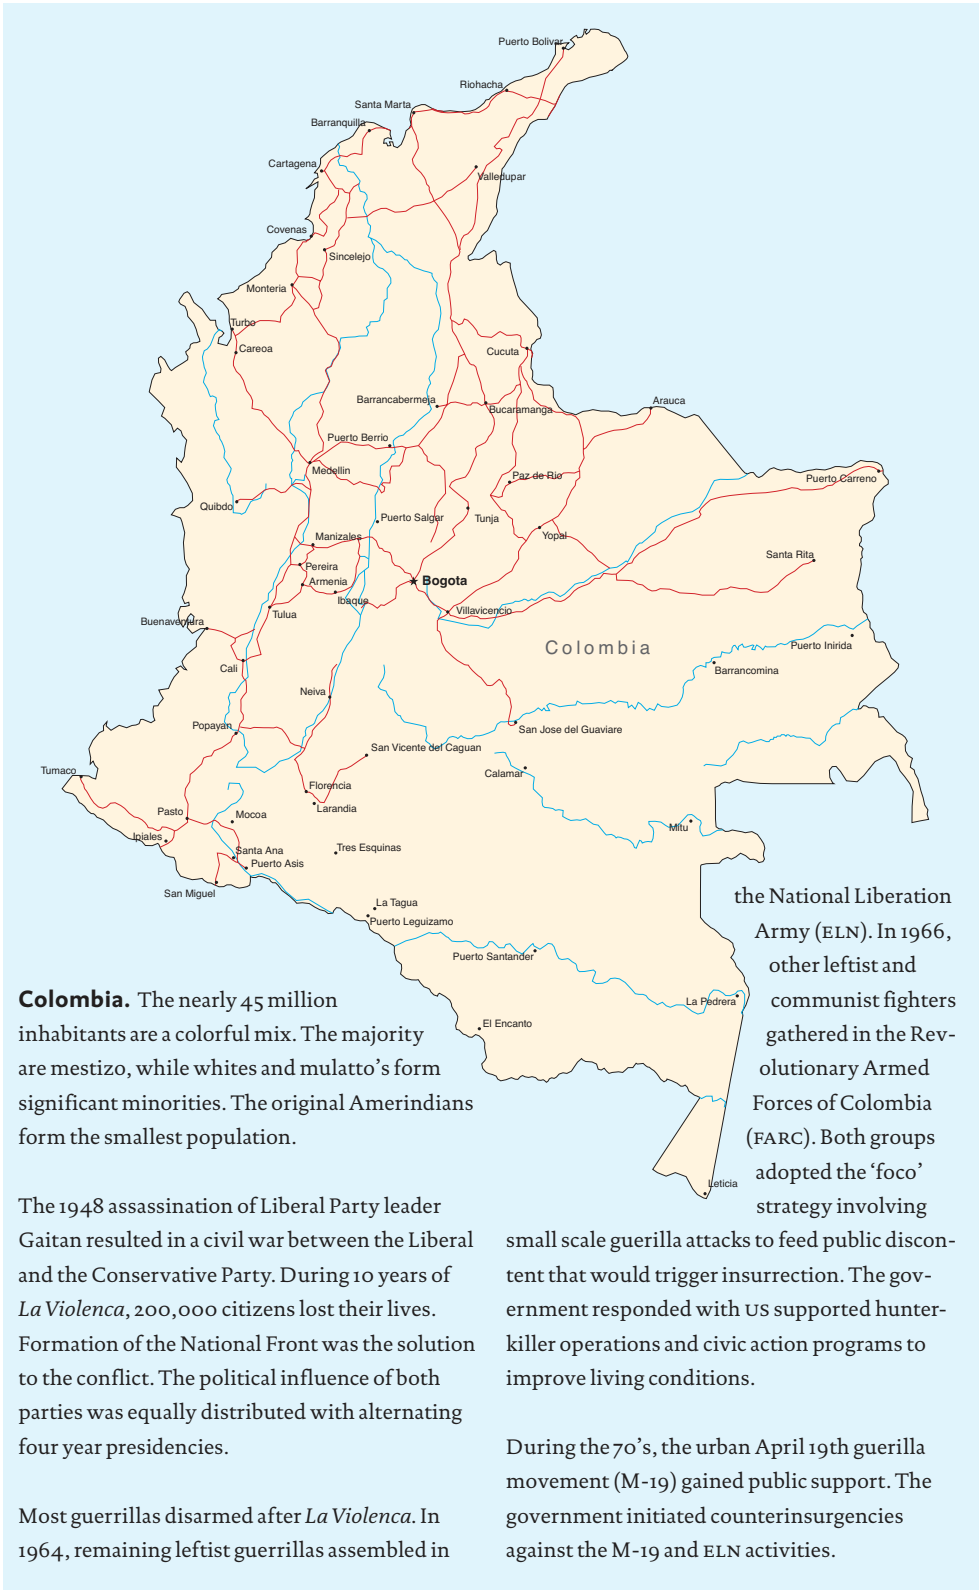 Puerto Bolivar
Riohacha
Santa Marta
Barranquilla
Cartagena
Valledupar
Covenas
Sincelejo
Monteria
Turbo
Careoa
Cucuta
Barrancabermeja
Bucaramanga
Arauca
Puerto Berrio
Medellin
Paz de Rio
Puerto Carreno
Quibdo
Puerto Salgar
Tunja
Yopal
Manizales
Santa Rita
Pereira
Armenia
Bogota
Ibaque
Tulua
Villavicencio
Buenaventura
Colombia
Puerto Inirida
Cali
Barrancomina
Neiva
Popayan
San Jose del Guaviare
San Vicente del Caguan
Tumaco
Calamar
Florencia
Larandia
Pasto
Mocoa
Mitu
Ipiales
Santa Ana
Tres Esquinas
Puerto Asis
San Miguel
La Tagua
Puerto Leguizamo
Puerto Santander
La Pedrera
El Encanto
Leticia
Colombia. The nearly 45 million
inhabitants are a colorful mix. The majority
are mestizo, while whites and mulatto’s form
significant minorities. The original Amerindians
form the smallest population.
The 1948 assassination of Liberal Party leader
Gaitan resulted in a civil war between the Liberal
and the Conservative Party. During 10 years of
La Violenca, 200,000 citizens lost their lives.
Formation of the National Front was the solution
to the conflict. The political influence of both
parties was equally distributed with alternating
four year presidencies.
Most guerrillas disarmed after La Violenca. In
1964, remaining leftist guerrillas assembled in
the National Liberation
Army (ELN). In 1966,
other leftist and
communist fighters
gathered in the Rev-
olutionary Armed
Forces of Colombia
(FARC). Both groups
adopted the ‘foco’
strategy involving
small scale guerilla attacks to feed public discon-
tent that would trigger insurrection. The gov-
ernment responded with US supported hunter-
killer operations and civic action programs to
improve living conditions.
During the 70’s, the urban April 19th guerilla
movement (M-19) gained public support. The
government initiated counterinsurgencies
against the M-19 and ELN activities.